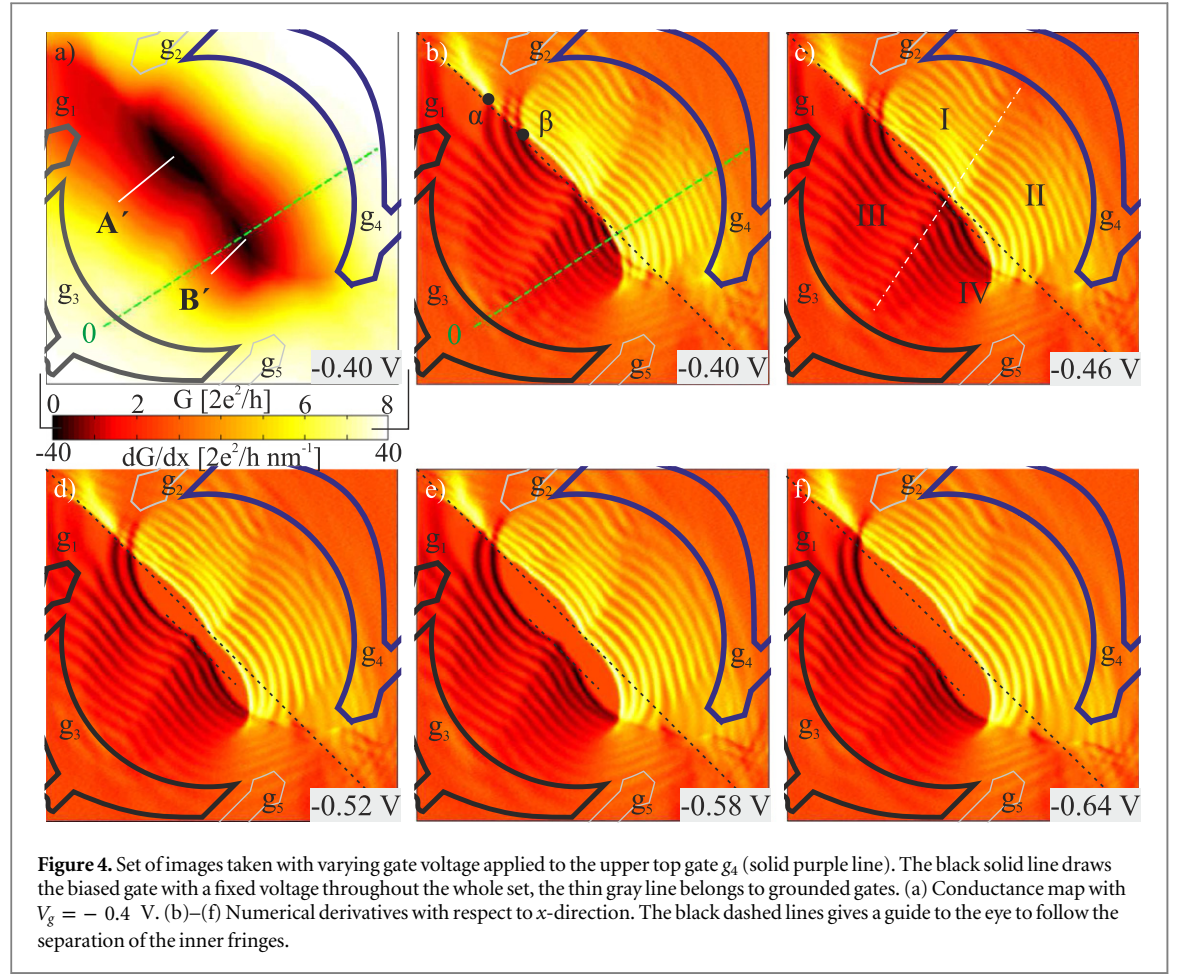 a)
g₂
g₁
A´
B´
g₄
g₃
0
g₅
-0.40 V
b)
g₂
α
β
g₁
g₄
g₃
0
g₅
-0.40 V
c)
g₂
g₁
I
II
III
IV
g₄
g₃
g₅
-0.46 V
0 2 G [2e²/h] 6 8
-40 dG/dx [2e²/h nm⁻¹] 40
d)
g₂
g₁
g₄
g₃
g₅
-0.52 V
e)
g₂
g₁
g₄
g₃
g₅
-0.58 V
f)
g₂
g₁
g₄
g₃
g₅
-0.64 V
Figure 4. Set of images taken with varying gate voltage applied to the upper top gate g₄ (solid purple line). The black solid line draws
the biased gate with a fixed voltage throughout the whole set, the thin gray line belongs to grounded gates. (a) Conductance map with
V_g = − 0.4 V. (b)–(f) Numerical derivatives with respect to x-direction. The black dashed lines gives a guide to the eye to follow the
separation of the inner fringes.